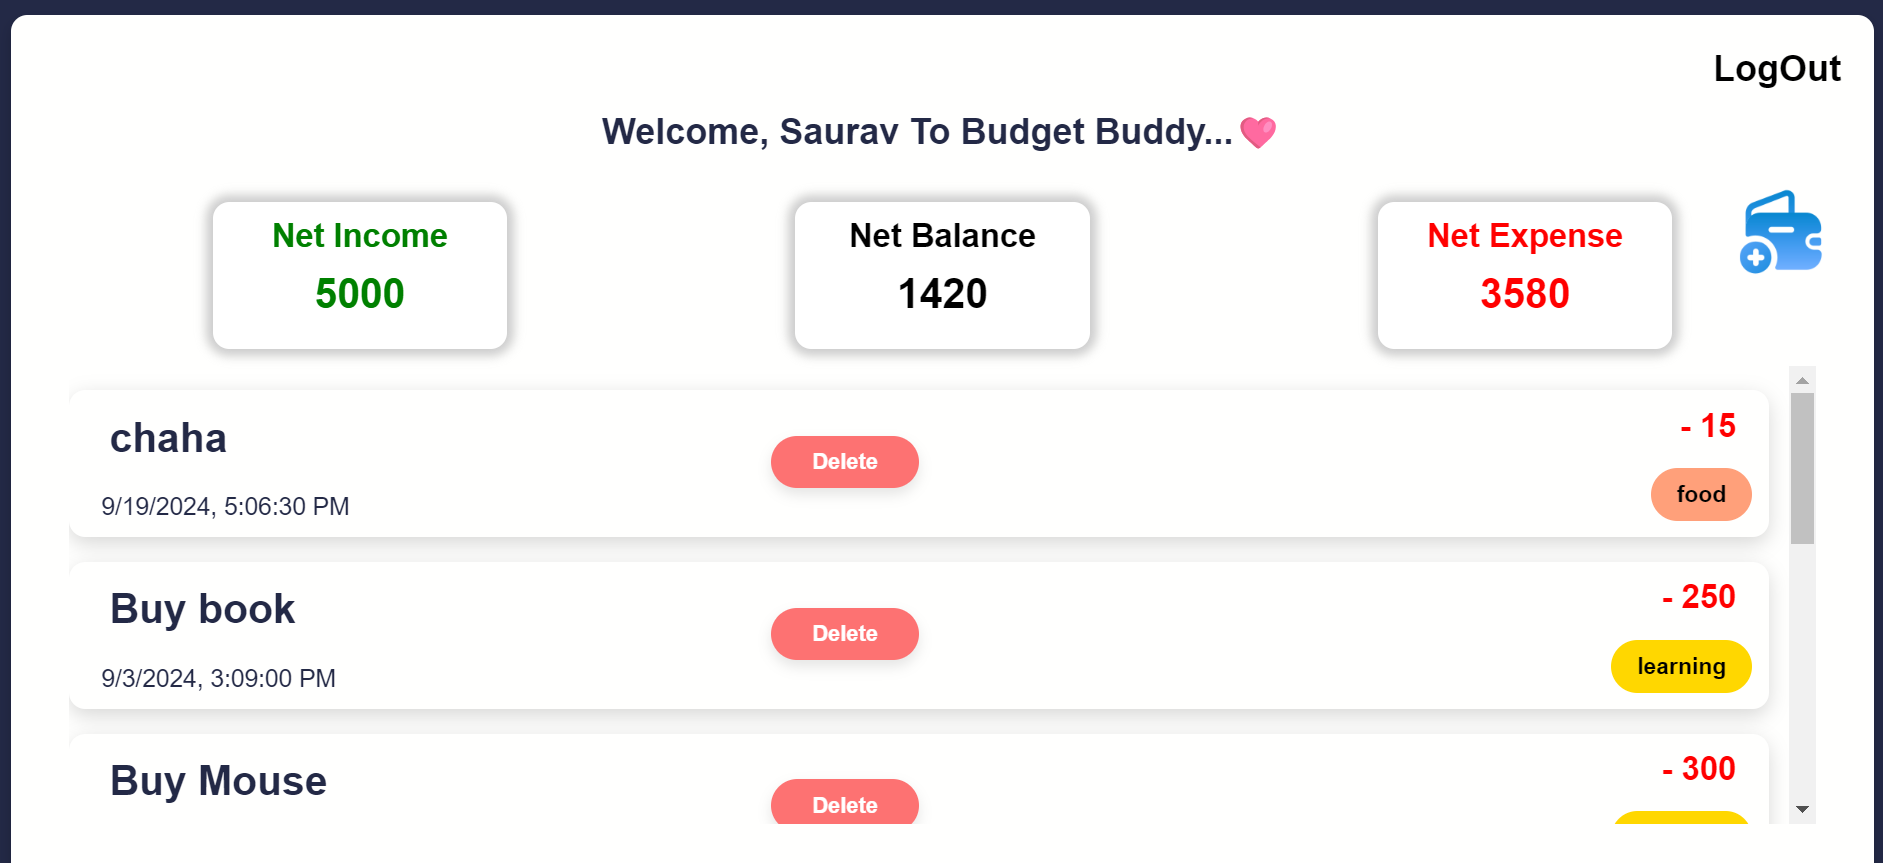 LogOut
Welcome, Saurav To Budget Buddy...💗
Net Income
5000
Net Balance
1420
Net Expense
3580
chaha
9/19/2024, 5:06:30 PM
Delete
- 15
food
Buy book
9/3/2024, 3:09:00 PM
Delete
- 250
learning
Buy Mouse
Delete
- 300